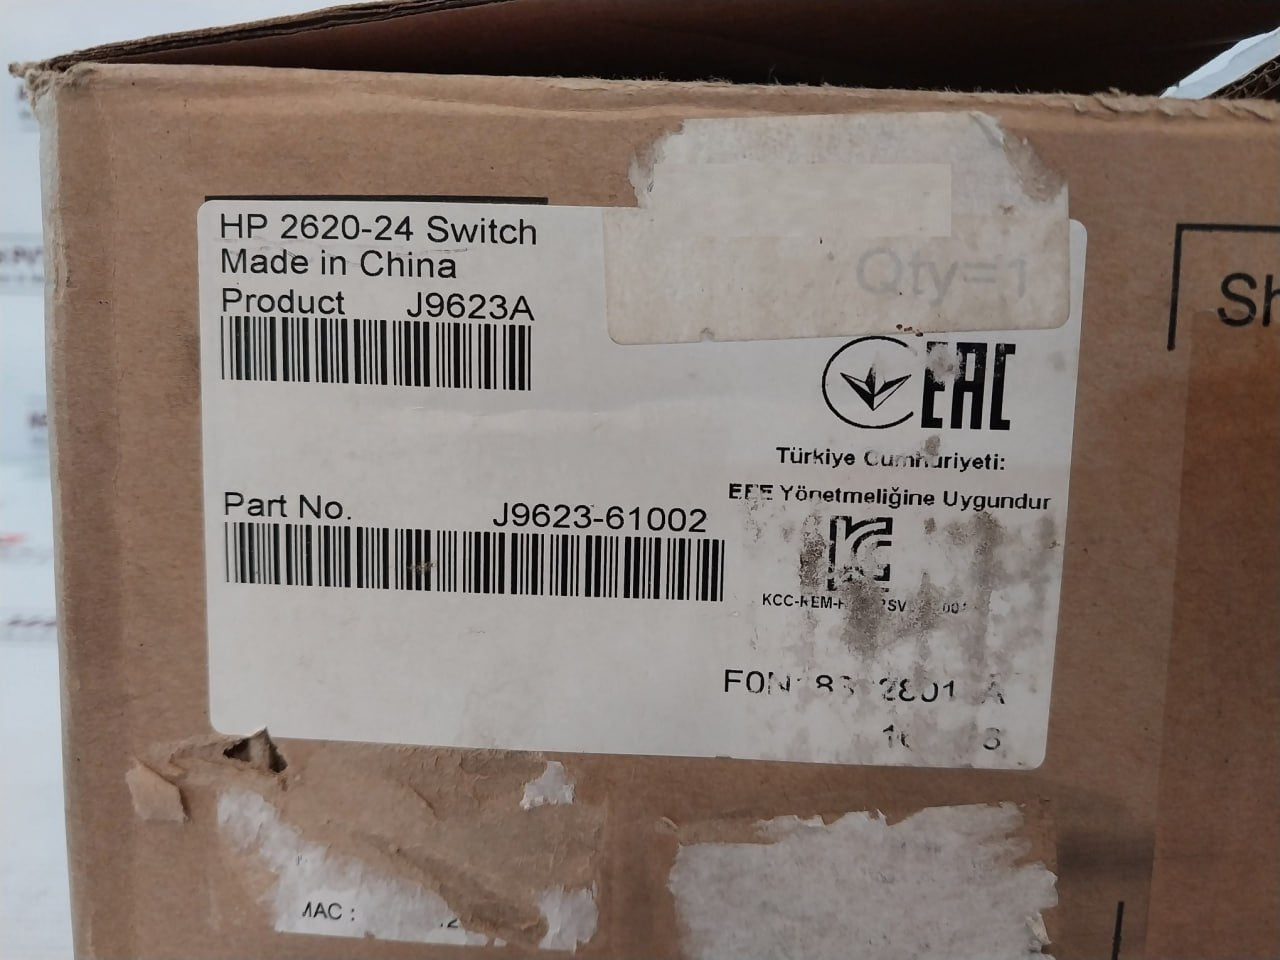 HP 2620-24 Switch
Made in China
Product J9623A
Qty=1
Sh
EAC
Türkiye Cumhuriyeti:
EEE Yönetmeliğine Uygundur
Part No. J9623-61002
MAC :